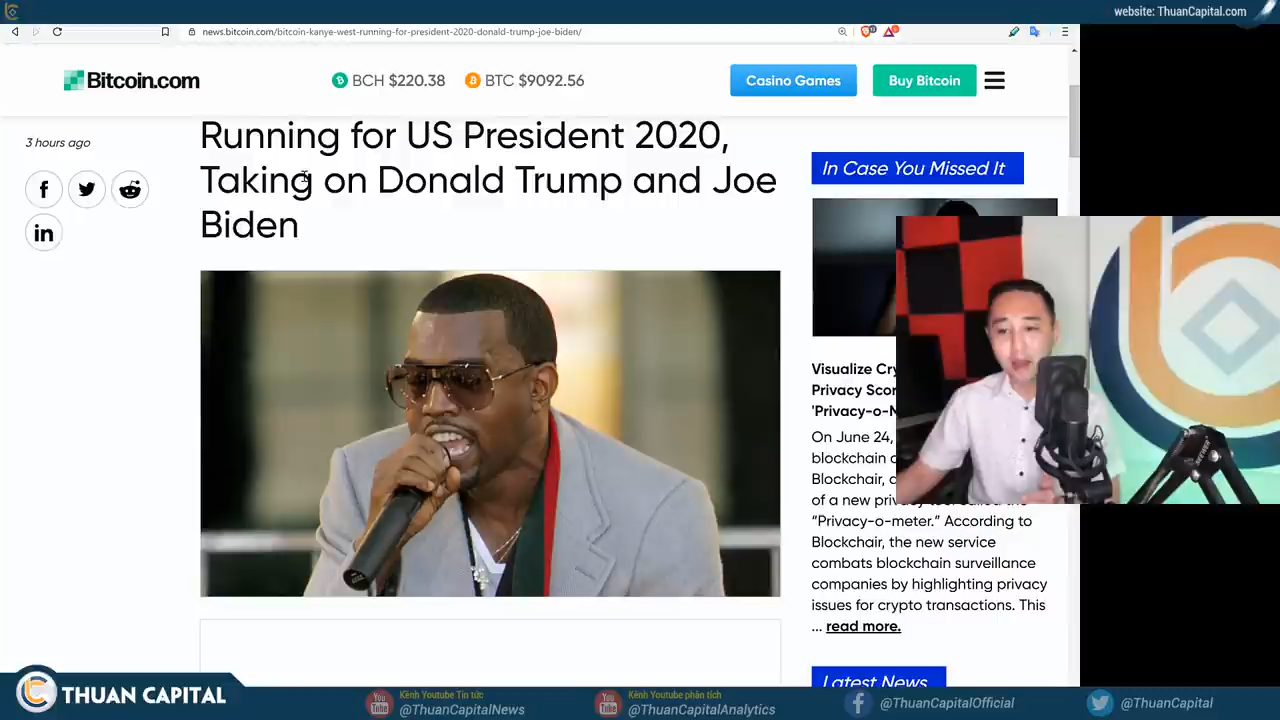 website: ThuanCapital.com
news.bitcoin.com/bitcoin-kanye-west-running-for-president-2020-donald-trump-joe-biden/
Bitcoin.com
BCH $220.38
BTC $9092.56
Casino Games
Buy Bitcoin
3 hours ago
Running for US President 2020,
Taking on Donald Trump and Joe
Biden
In Case You Missed It
Visualize
Privacy
On June 24,
blockchain
Blockchair,
of a new
"Privacy-o-meter." According to
Blockchair, the new service
combats blockchain surveillance
companies by highlighting privacy
issues for crypto transactions. This
... read more.
Latest News
THUAN CAPITAL
Kênh Youtube Tin tức
@ThuanCapitalNews
Kênh Youtube phân tích
@ThuanCapitalAnalytics
@ThuanCapitalOfficial
@ThuanCapital